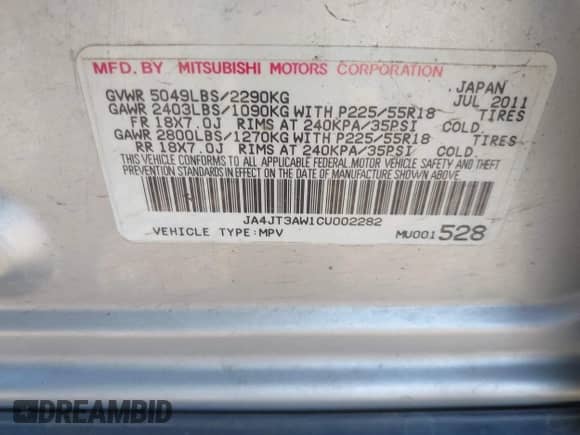 MFD. BY MITSUBISHI MOTORS CORPORATION
JAPAN
GVWR 5049LBS/2290KG JUL 2011
GAWR 2403LBS/1090KG WITH P225/55R18 TIRES
FR 18X7.0J RIMS AT 240KPA/35PSI COLD.
GAWR 2800LBS/1270KG WITH P225/55R18 TIRES
RR 18X7.0J RIMS AT 240KPA/35PSI COLD.
THIS VEHICLE CONFORMS TO ALL APPLICABLE FEDERAL MOTOR VEHICLE SAFETY AND THEFT
PREVENTION STANDARDS IN EFFECT ON THE DATE OF MANUFACTURE SHOWN ABOVE.
JA4JT3AW1CU002282
VEHICLE TYPE:MPV MU001528
DREAMBID